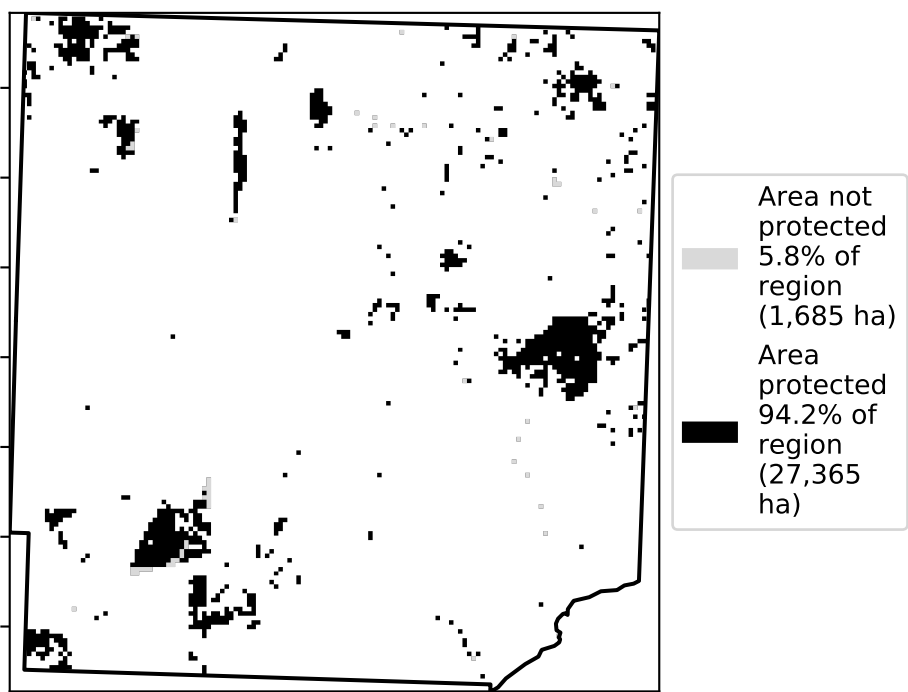 Area not
protected
5.8% of
region
(1,685 ha)
Area
protected
94.2% of
region
(27,365
ha)